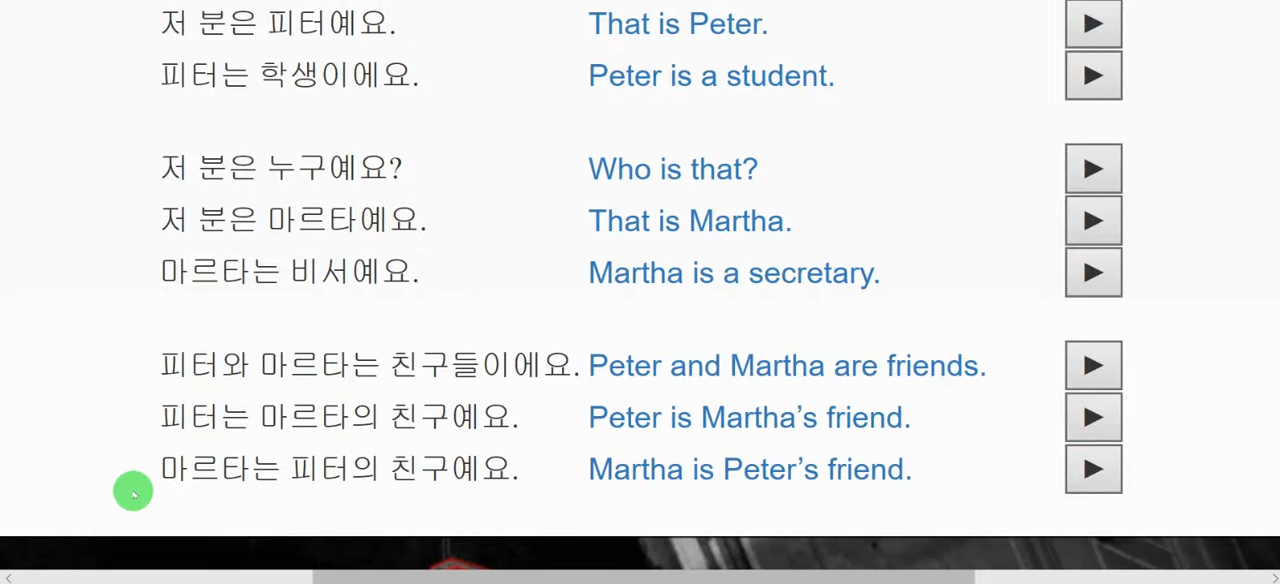 저 분은 피터예요. That is Peter.
피터는 학생이에요. Peter is a student.
저 분은 누구예요? Who is that?
저 분은 마르타예요. That is Martha.
마르타는 비서예요. Martha is a secretary.
피터와 마르타는 친구들이에요. Peter and Martha are friends.
피터는 마르타의 친구예요. Peter is Martha’s friend.
마르타는 피터의 친구예요. Martha is Peter’s friend.